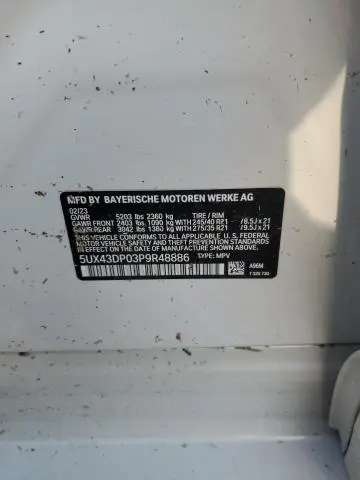 MFD BY BAYERISCHE MOTOREN WERKE AG
02/23
GVWR 5203 lbs 2360 kg TIRE / RIM
GAWR FRONT 2403 lbs 1090 kg WITH 245/40 R21 /8.5J x 21
GAWR REAR 3042 lbs 1380 kg WITH 275/35 R21 /9.5J x 21
THIS VEHICLE CONFORMS TO ALL APPLICABLE U. S. FEDERAL
MOTOR VEHICLE SAFETY STANDARDS IN EFFECT ON THE
DATE OF MANUFACTURE SHOWN ABOVE.
5UX43DP03P9R48886 TYPE: MPV
A96M